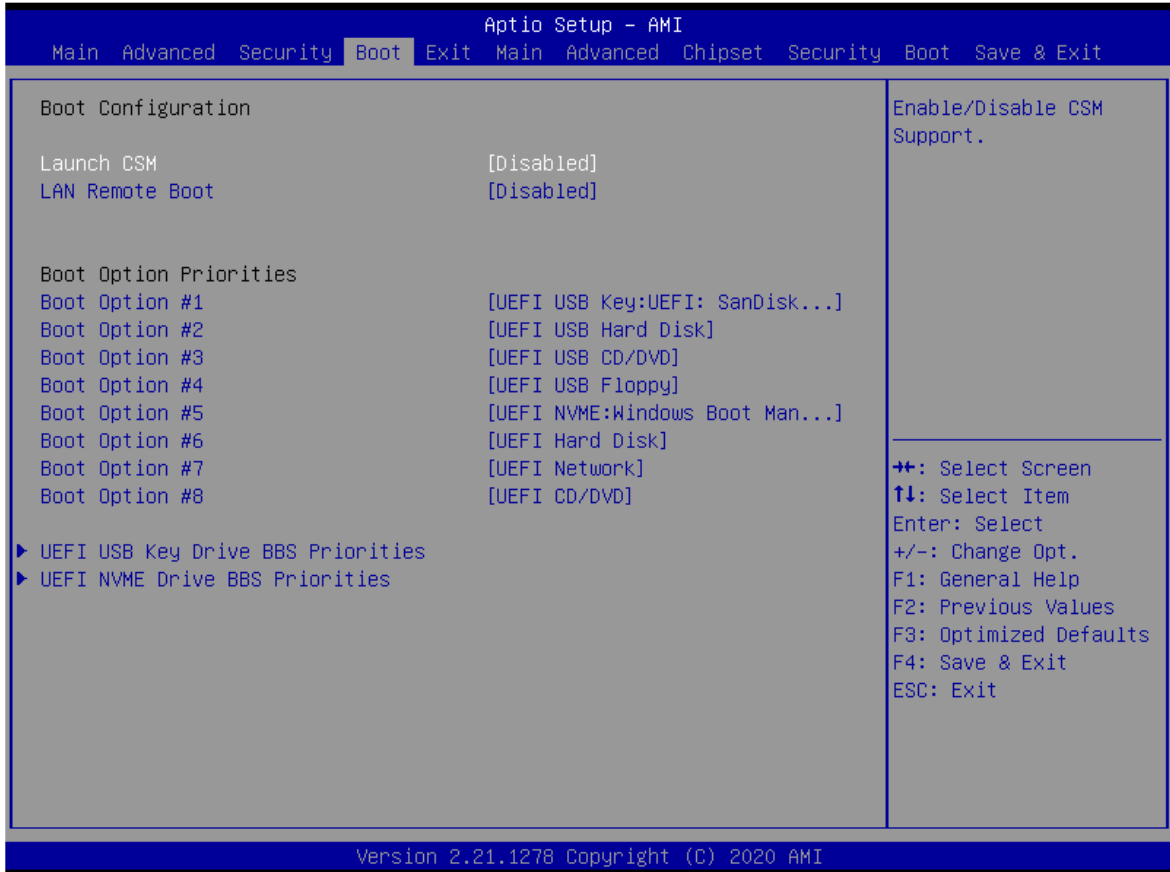 Aptio Setup – AMI
Main Advanced Security Boot Exit Main Advanced Chipset Security Boot Save & Exit
Boot Configuration
Launch CSM [Disabled]
LAN Remote Boot [Disabled]
Boot Option Priorities
Boot Option #1 [UEFI USB Key:UEFI: SanDisk...]
Boot Option #2 [UEFI USB Hard Disk]
Boot Option #3 [UEFI USB CD/DVD]
Boot Option #4 [UEFI USB Floppy]
Boot Option #5 [UEFI NVME:Windows Boot Man...]
Boot Option #6 [UEFI Hard Disk]
Boot Option #7 [UEFI Network]
Boot Option #8 [UEFI CD/DVD]
UEFI USB Key Drive BBS Priorities
UEFI NVME Drive BBS Priorities
Enable/Disable CSM
Support.
→←: Select Screen
↑↓: Select Item
Enter: Select
+/-: Change Opt.
F1: General Help
F2: Previous Values
F3: Optimized Defaults
F4: Save & Exit
ESC: Exit
Version 2.21.1278 Copyright (C) 2020 AMI